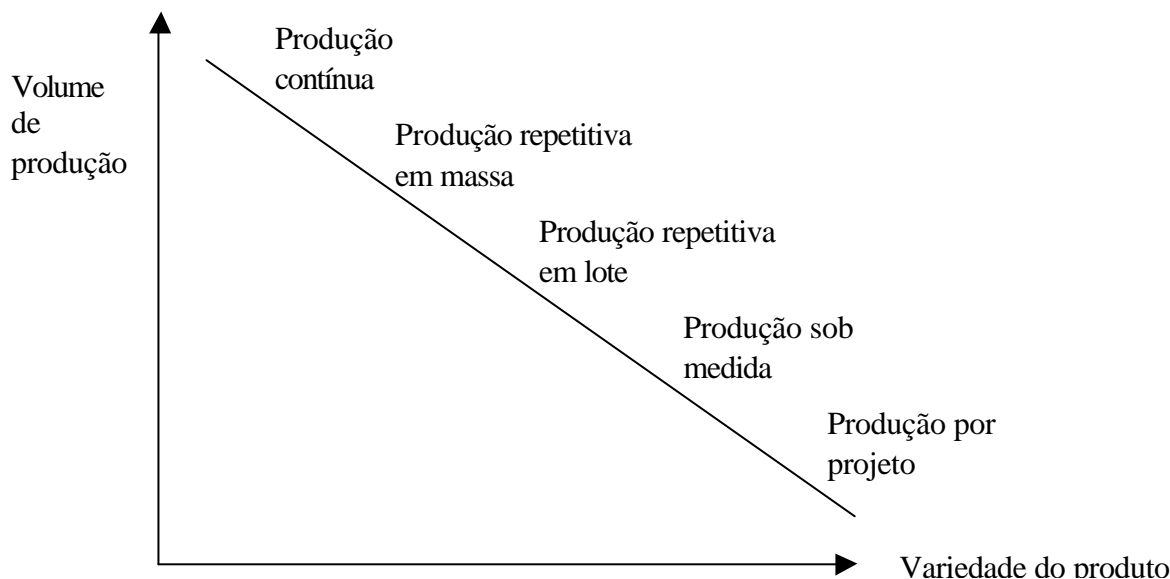 Produção
contínua
Volume
de
produção
Produção repetitiva
em massa
Produção repetitiva
em lote
Produção sob
medida
Produção por
projeto
Variedade do produto